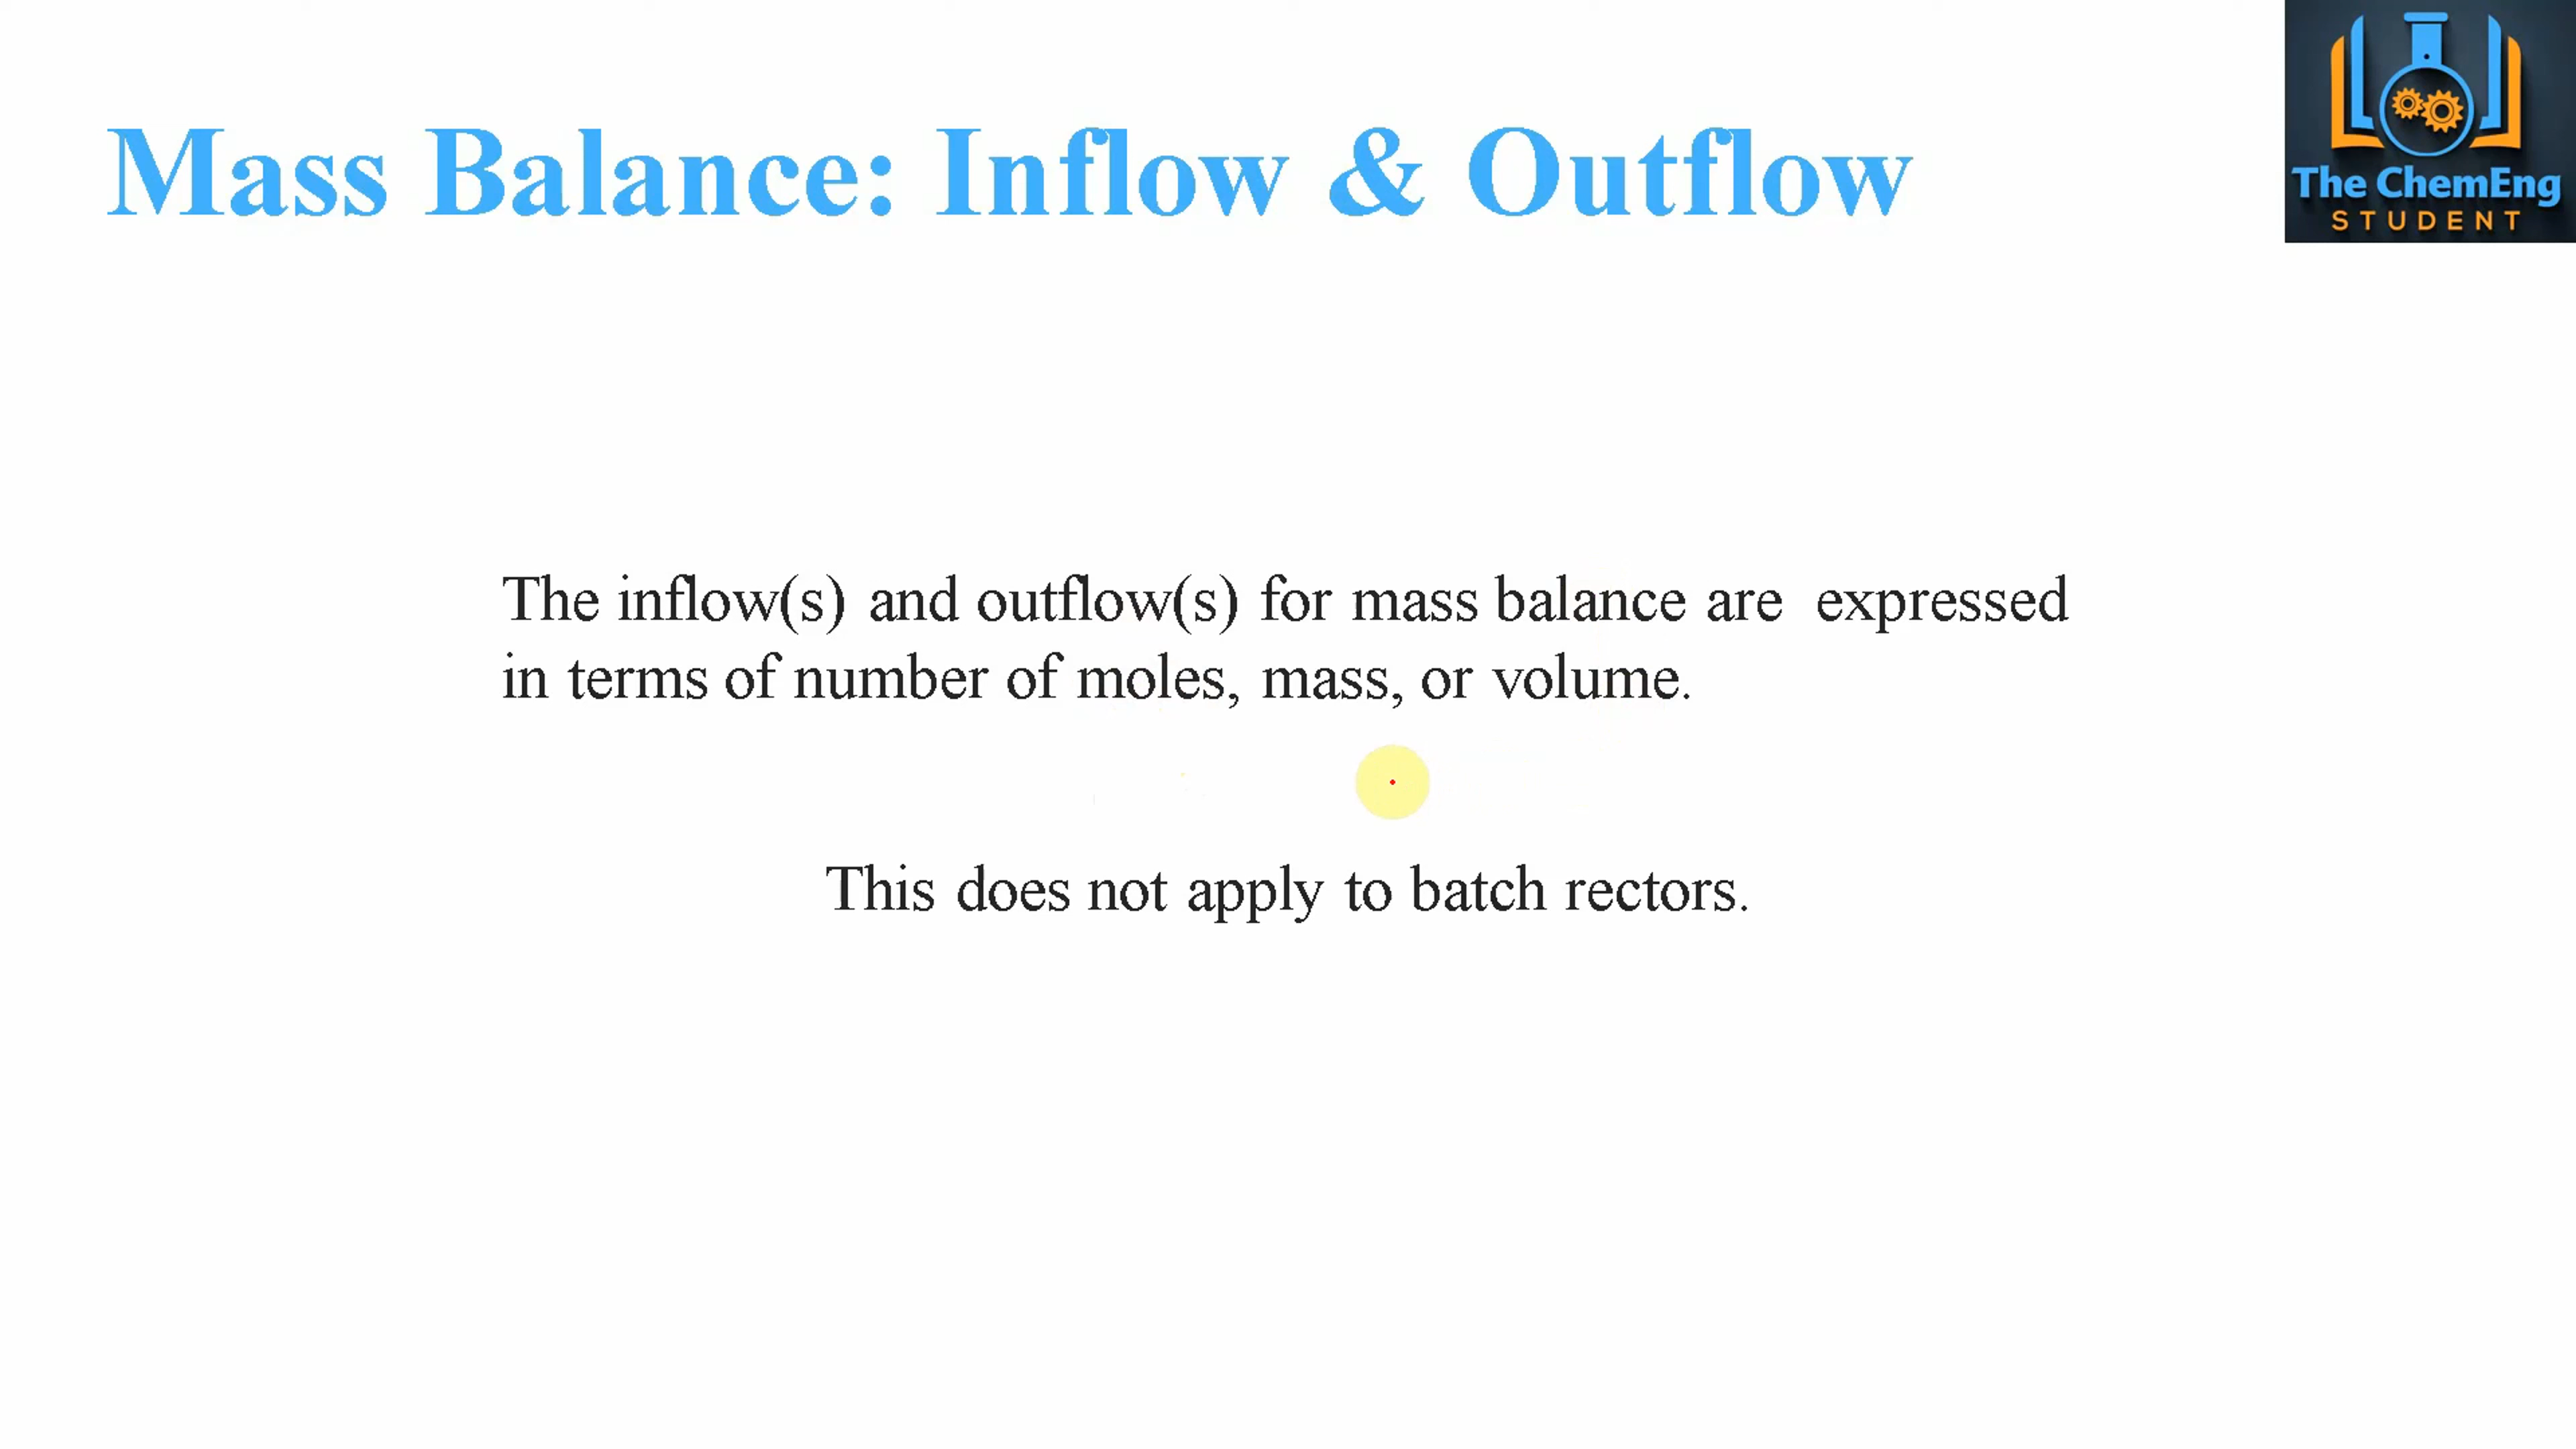 Mass Balance: Inflow & Outflow
The ChemEng
STUDENT
The inflow(s) and outflow(s) for mass balance are expressed
in terms of number of moles, mass, or volume.
This does not apply to batch rectors.